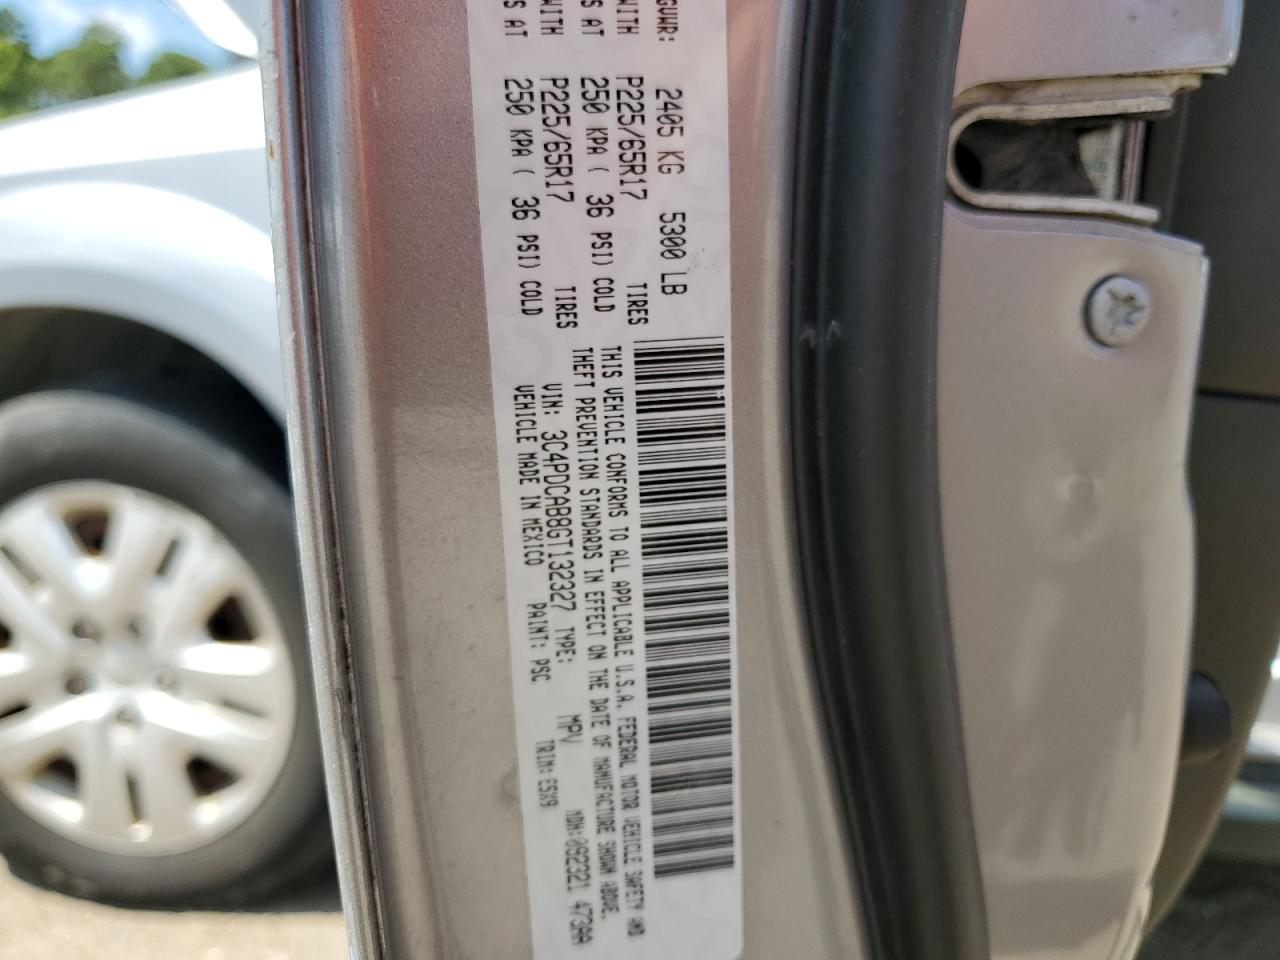 GVWR: 2405 KG 5300 LB
WITH P225/65R17 TIRES
S AT 250 KPA ( 36 PSI) COLD
WITH P225/65R17 TIRES
S AT 250 KPA ( 36 PSI) COLD
THIS VEHICLE CONFORMS TO ALL APPLICABLE U.S.A. FEDERAL MOTOR VEHICLE SAFETY AND
THEFT PREVENTION STANDARDS IN EFFECT ON THE DATE OF MANUFACTURE SHOWN ABOVE.
VIN: 3C4PDCAB8GT132327 TYPE: MPV MDH:092321 473AA
VEHICLE MADE IN MEXICO PAINT: PSC TRIM: E5X9